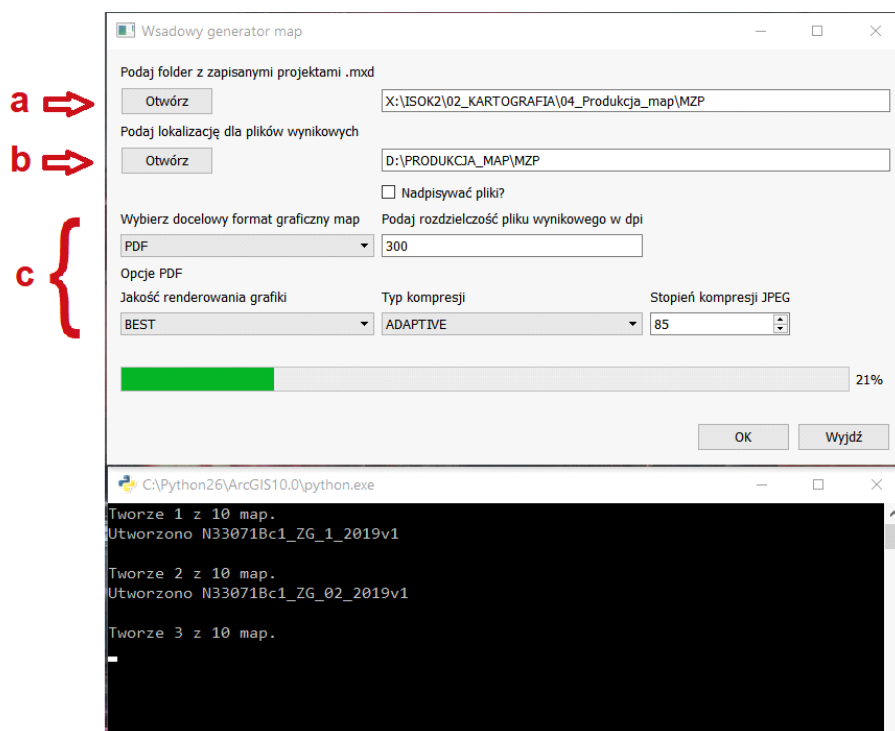 Wsadowy generator map
Podaj folder z zapisanymi projektami .mxd
a Otwórz X:\ISOK2\02_KARTOGRAFIA\04_Produkcja_map\MZP
Podaj lokalizację dla plików wynikowych
b Otwórz D:\PRODUKCJA_MAP\MZP
Nadpisywać pliki?
Wybierz docelowy format graficzny map Podaj rozdzielczość pliku wynikowego w dpi
PDF 300
c Opcje PDF
Jakość renderowania grafiki Typ kompresji Stopień kompresji JPEG
BEST ADAPTIVE 85
21%
OK Wyjdź
C:\Python26\ArcGIS10.0\python.exe
Tworze 1 z 10 map.
Utworzono N33071Bc1_ZG_1_2019v1
Tworze 2 z 10 map.
Utworzono N33071Bc1_ZG_02_2019v1
Tworze 3 z 10 map.